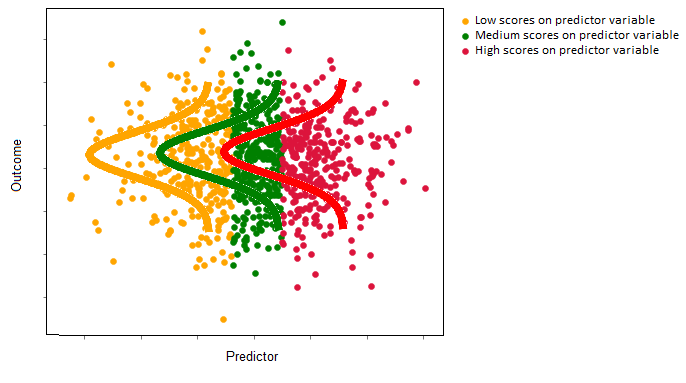 Low scores on predictor variable
Medium scores on predictor variable
High scores on predictor variable
Outcome
Predictor